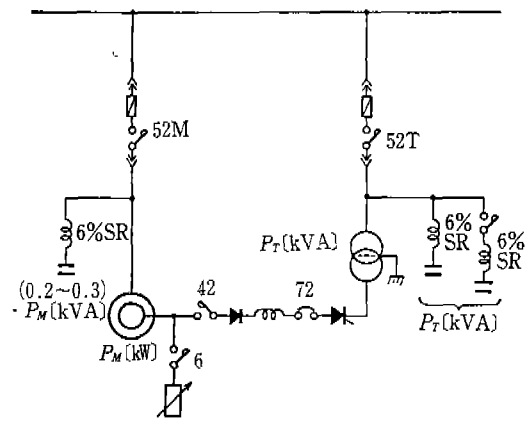 52M
52T
6%SR
6%
SR
6%
SR
P_T〔kVA〕
(0.2~0.3)
・P_M〔kVA〕
42
72
P_T〔kVA〕
P_M〔kW〕
6